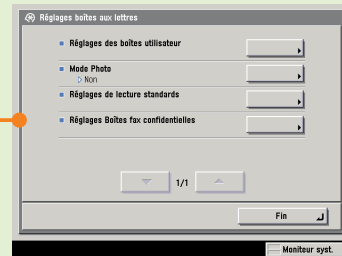 Réglages boîtes aux lettres
Réglages des boîtes utilisateur
Mode Photo
Non
Réglages de lecture standards
Réglages Boîtes fax confidentielles
1/1
Fin
Moniteur syst.